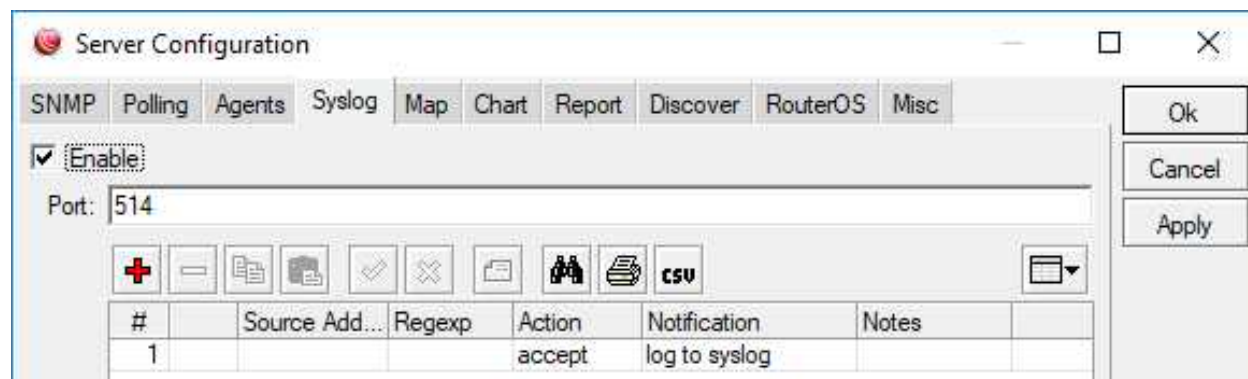 Server Configuration
SNMP Polling Agents Syslog Map Chart Report Discover RouterOS Misc
Ok
Enable
Cancel
Port: 514
Apply
csv
# Source Add... Regexp Action Notification Notes
1 accept log to syslog